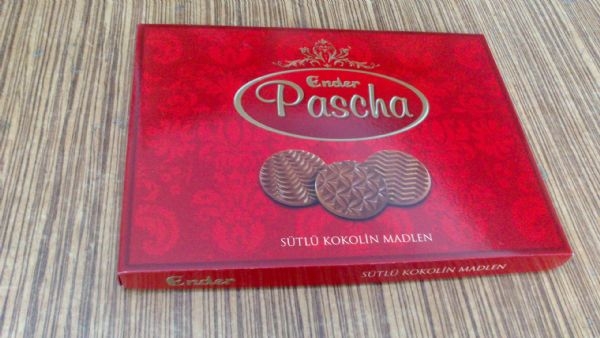 Ender
Pascha
SÜTLÜ KOKOLİN MADLEN
Ender
SÜTLÜ KOKOLİN MADLEN